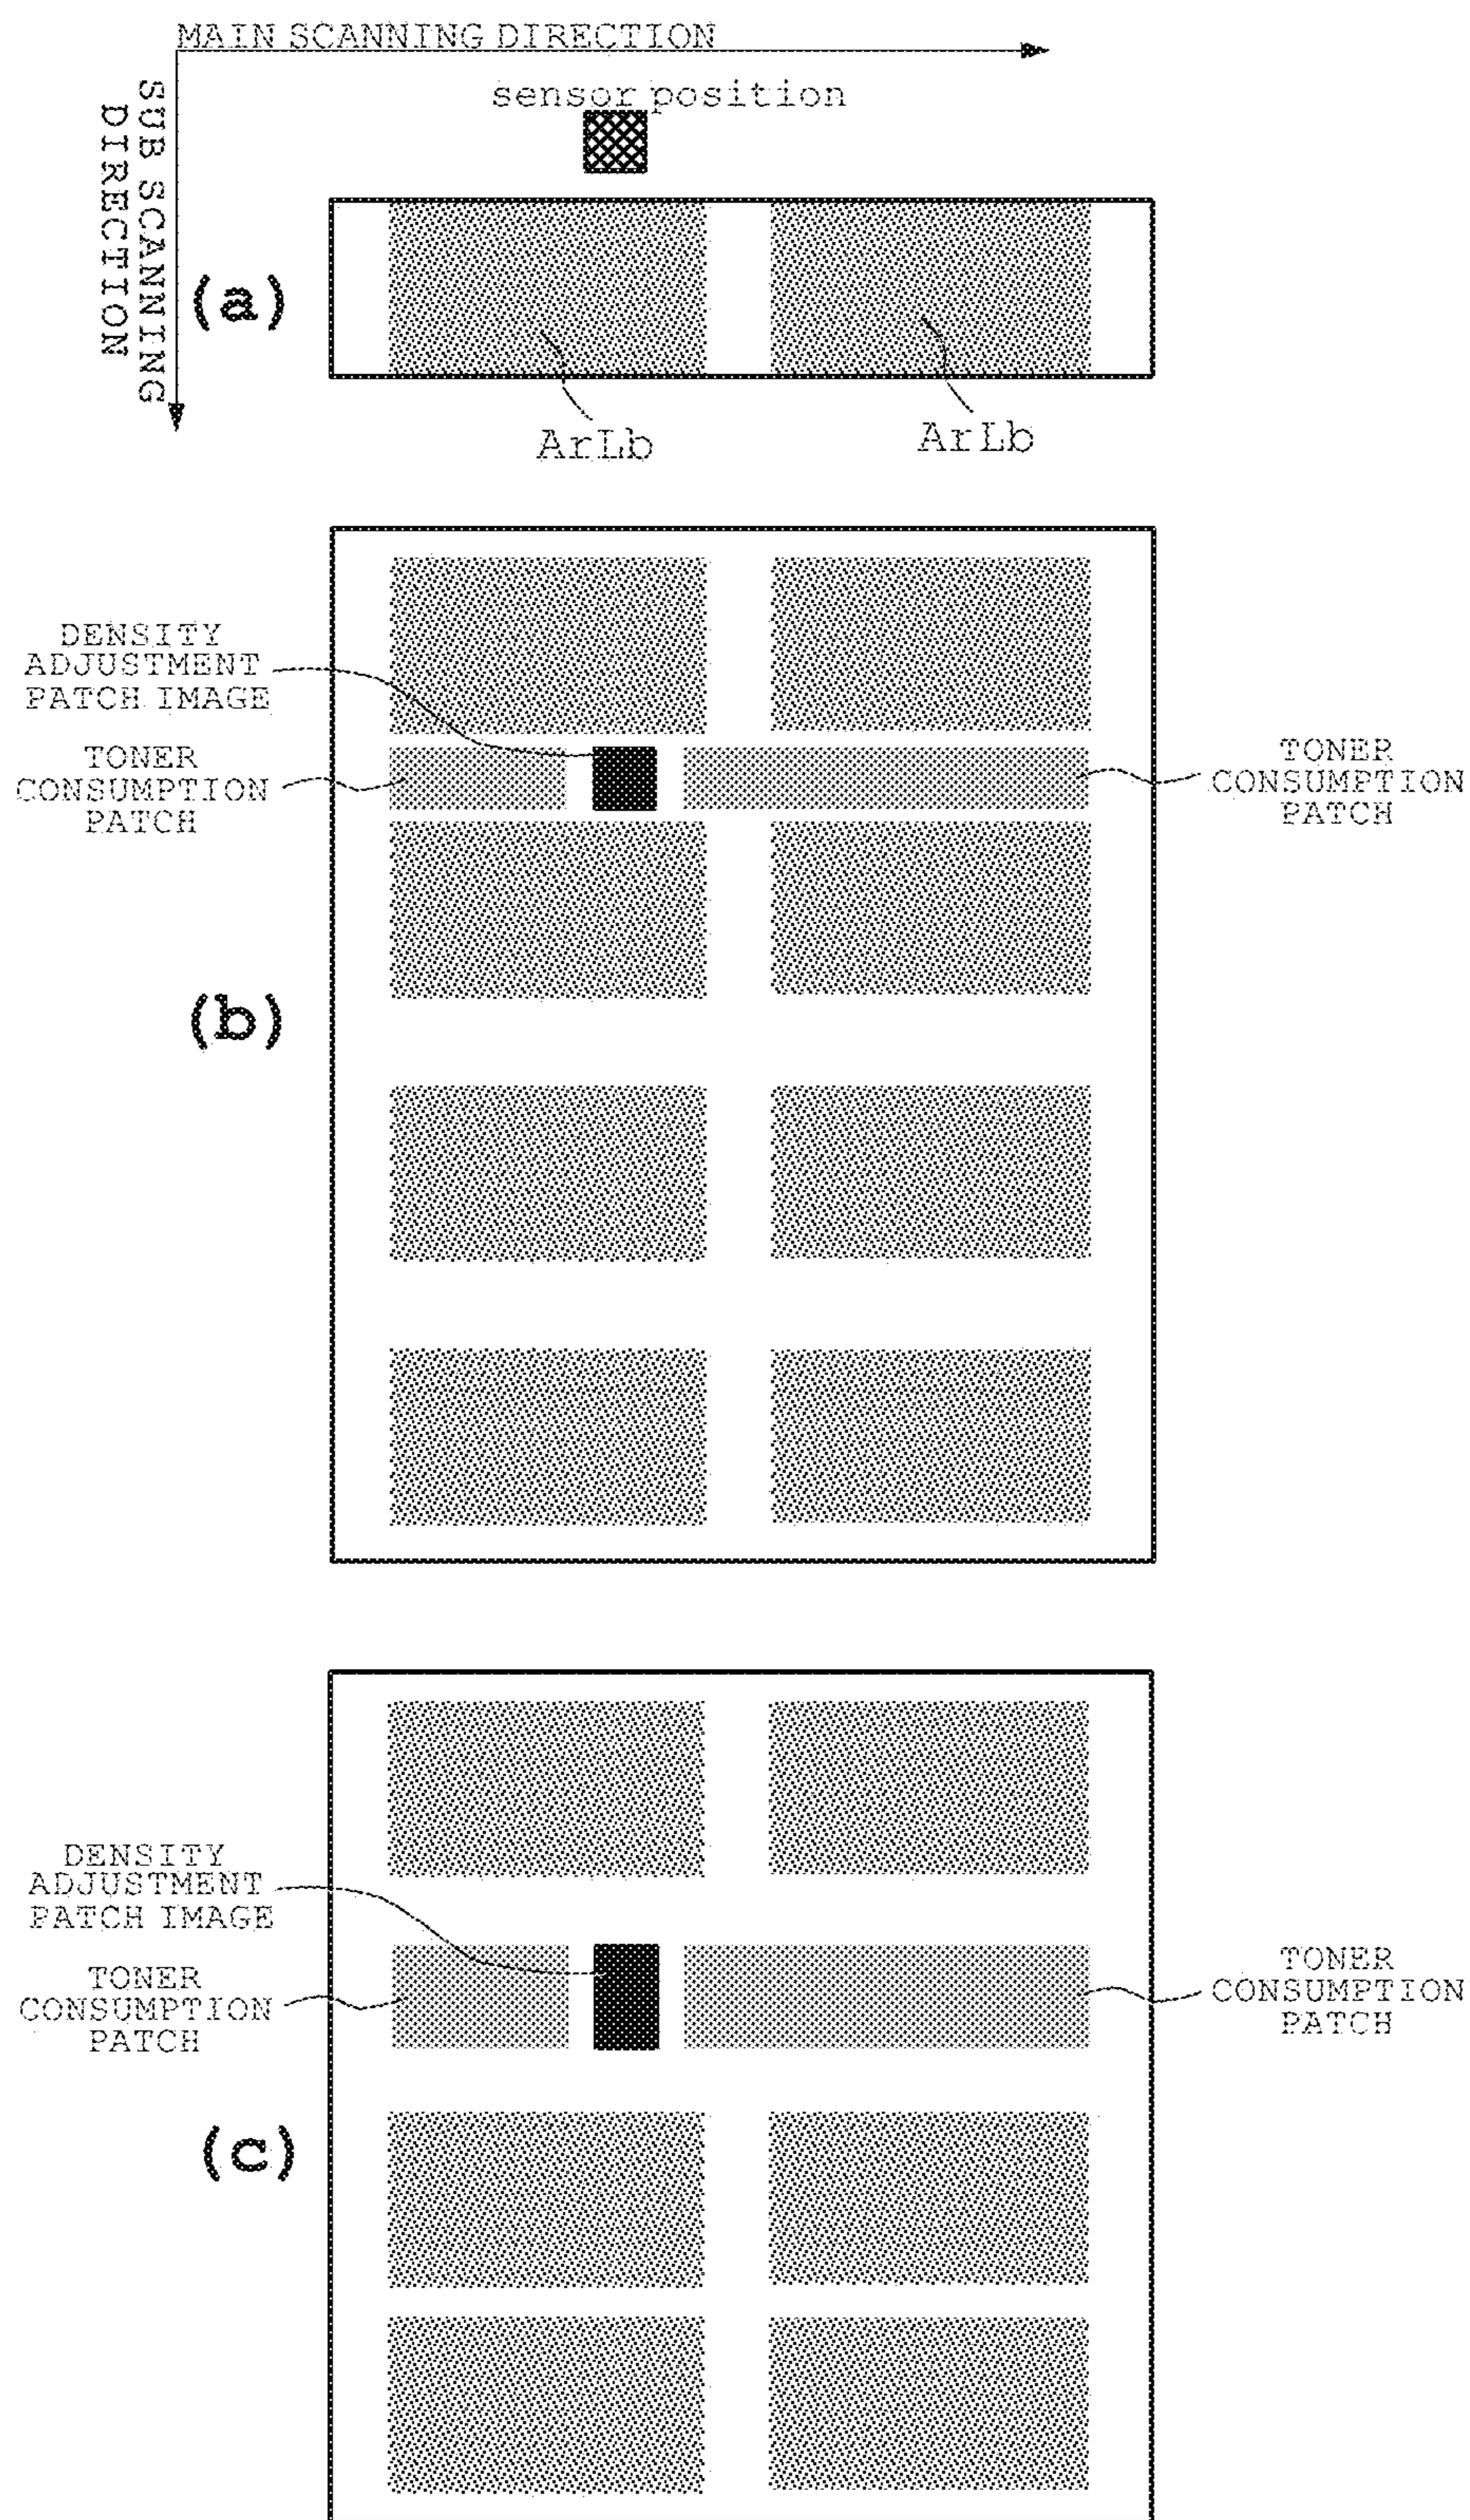 MAIN SCANNING DIRECTION
SUB SCANNING
DIRECTION
sensor position
(a)
ArLb
ArLb
DENSITY
ADJUSTMENT
PATCH IMAGE
TONER
CONSUMPTION
PATCH
TONER
CONSUMPTION
PATCH
(b)
DENSITY
ADJUSTMENT
PATCH IMAGE
TONER
CONSUMPTION
PATCH
TONER
CONSUMPTION
PATCH
(c)